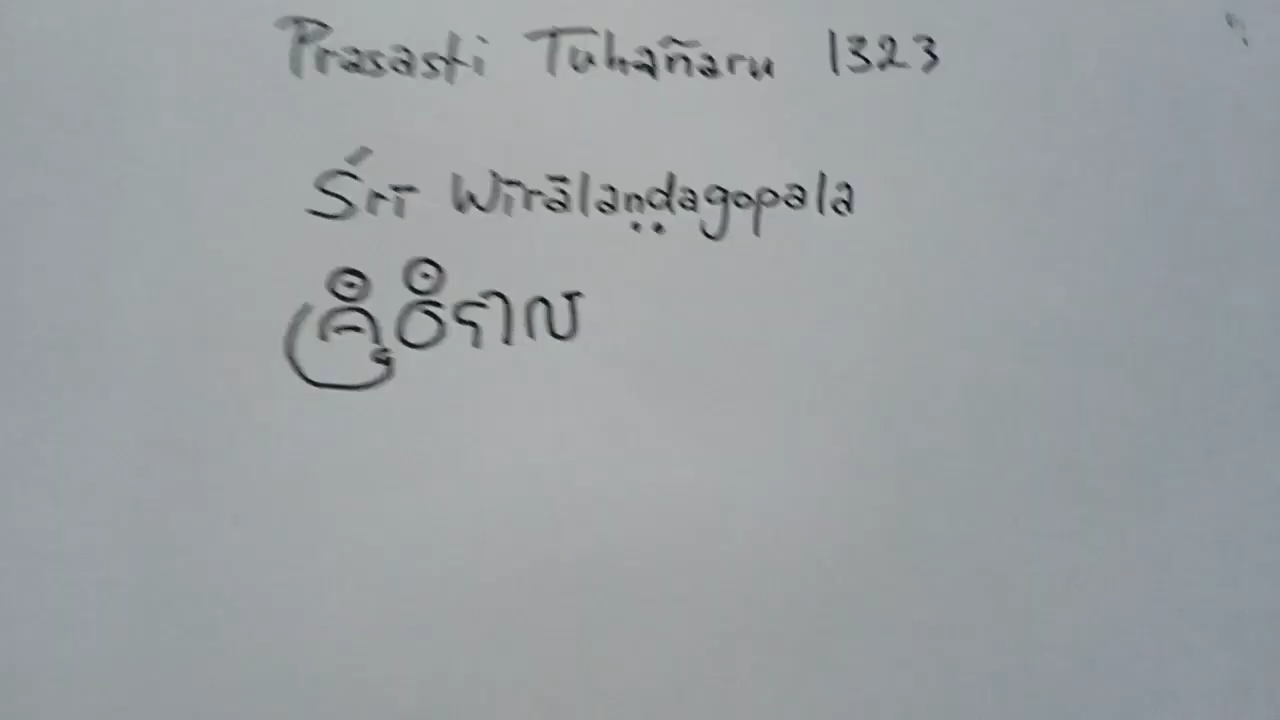 Prasasti Tuhañaru 1323
Śrī Wīrālaṇḍagopala
𑼯𑽂𑼬𑼷𑼮𑼷𑼬𑼴𑼭